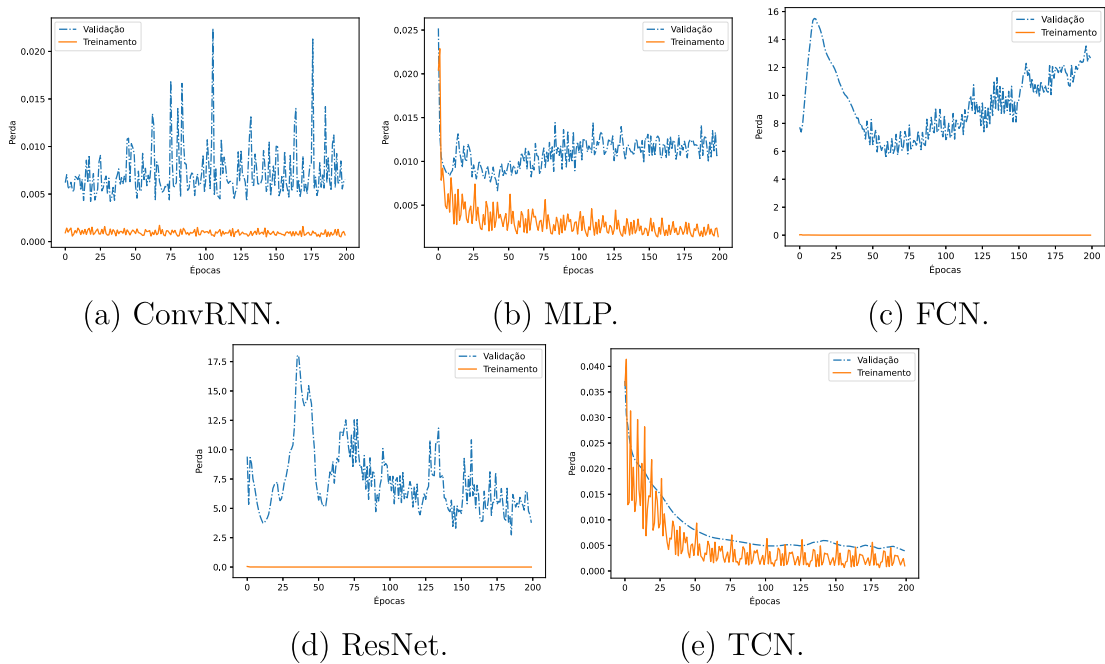 Validação
Treinamento
0.020
0.015
0.010
0.005
0.000
Perda
0 25 50 75 100 125 150 175 200
Épocas
(a) ConvRNN.
Validação
Treinamento
0.025
0.020
0.015
0.010
0.005
Perda
0 25 50 75 100 125 150 175 200
Épocas
(b) MLP.
Validação
Treinamento
16
14
12
10
8
6
4
2
0
Perda
0 25 50 75 100 125 150 175 200
Épocas
(c) FCN.
Validação
Treinamento
17.5
15.0
12.5
10.0
7.5
5.0
2.5
0.0
Perda
0 25 50 75 100 125 150 175 200
Épocas
(d) ResNet.
Validação
Treinamento
0.040
0.035
0.030
0.025
0.020
0.015
0.010
0.005
0.000
Perda
0 25 50 75 100 125 150 175 200
Épocas
(e) TCN.